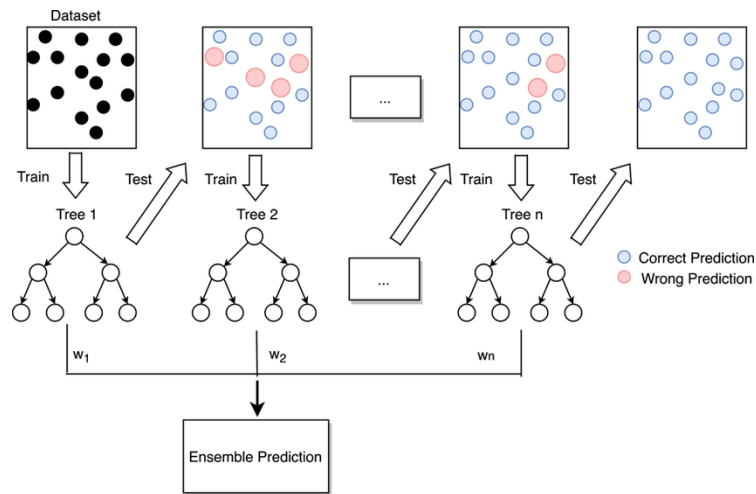 Dataset
...
Train
Test
Train
Test
Train
Test
Tree 1
Tree 2
Tree n
...
Correct Prediction
Wrong Prediction
w1
w2
wn
Ensemble Prediction